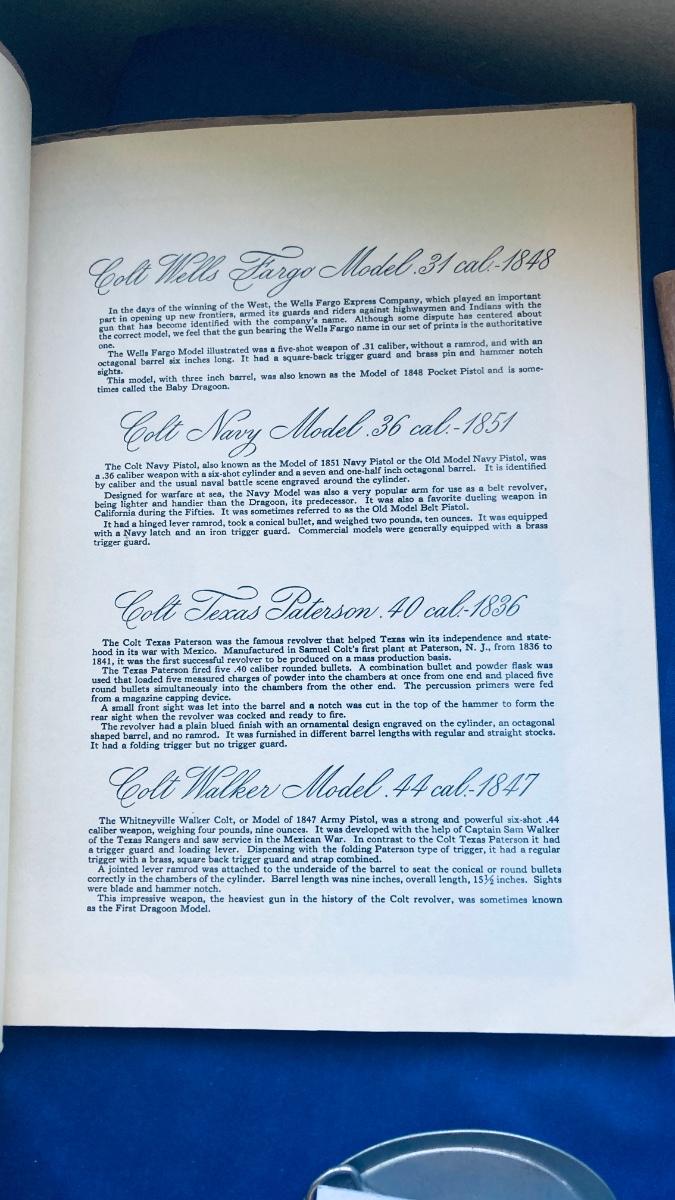 Colt Wells Fargo Model .31 cal.-1848
In the days of the winning of the West, the Wells Fargo Express Company, which played an important
part in opening up new frontiers, armed its guards and riders against highwaymen and Indians with the
gun that has become identified with the company's name. Although some dispute has centered about
the correct model, we feel that the gun bearing the Wells Fargo name in our set of prints is the authoritative
one.
The Wells Fargo Model illustrated was a five-shot weapon of .31 caliber, without a ramrod, and with an
octagonal barrel six inches long. It had a square-back trigger guard and brass pin and hammer notch
sights.
This model, with three inch barrel, was also known as the Model of 1848 Pocket Pistol and is some-
times called the Baby Dragoon.
Colt Navy Model .36 cal.-1851
The Colt Navy Pistol, also known as the Model of 1851 Navy Pistol or the Old Model Navy Pistol, was
a .36 caliber weapon with a six-shot cylinder and a seven and one-half inch octagonal barrel. It is identified
by caliber and the usual naval battle scene engraved around the cylinder.
Designed for warfare at sea, the Navy Model was also a very popular arm for use as a belt revolver,
being lighter and handier than the Dragoon, its predecessor. It was also a favorite dueling weapon in
California during the Fifties. It was sometimes referred to as the Old Model Belt Pistol.
It had a hinged lever ramrod, took a conical bullet, and weighed two pounds, ten ounces. It was equipped
with a Navy latch and an iron trigger guard. Commercial models were generally equipped with a brass
trigger guard.
Colt Texas Paterson .40 cal.-1836
The Colt Texas Paterson was the famous revolver that helped Texas win its independence and state-
hood in its war with Mexico. Manufactured in Samuel Colt's first plant at Paterson, N. J., from 1836 to
1841, it was the first successful revolver to be produced on a mass production basis.
The Texas Paterson fired five .40 caliber rounded bullets. A combination bullet and powder flask was
used that loaded five measured charges of powder into the chambers at once from one end and placed five
round bullets simultaneously into the chambers from the other end. The percussion primers were fed
from a magazine capping device.
A small front sight was let into the barrel and a notch was cut in the top of the hammer to form the
rear sight when the revolver was cocked and ready to fire.
The revolver had a plain blued finish with an ornamental design engraved on the cylinder, an octagonal
shaped barrel, and no ramrod. It was furnished in different barrel lengths with regular and straight stocks.
It had a folding trigger but no trigger guard.
Colt Walker Model .44 cal.-1847
The Whitneyville Walker Colt, or Model of 1847 Army Pistol, was a strong and powerful six-shot .44
caliber weapon, weighing four pounds, nine ounces. It was developed with the help of Captain Sam Walker
of the Texas Rangers and saw service in the Mexican War. In contrast to the Colt Texas Paterson it had
a trigger guard and loading lever. Dispensing with the folding Paterson type of trigger, it had a regular
trigger with a brass, square back trigger guard and strap combined.
A jointed lever ramrod was attached to the underside of the barrel to seat the conical or round bullets
correctly in the chambers of the cylinder. Barrel length was nine inches, overall length, 15½ inches. Sights
were blade and hammer notch.
This impressive weapon, the heaviest gun in the history of the Colt revolver, was sometimes known
as the First Dragoon Model.